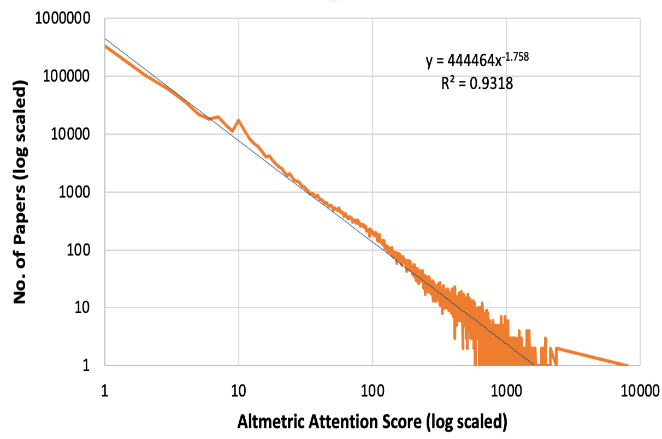 1000000
100000
10000
1000
100
10
1
No. of Papers (log scaled)
y = 444464x^-1.758
R² = 0.9318
1 10 100 1000 10000
Altmetric Attention Score (log scaled)